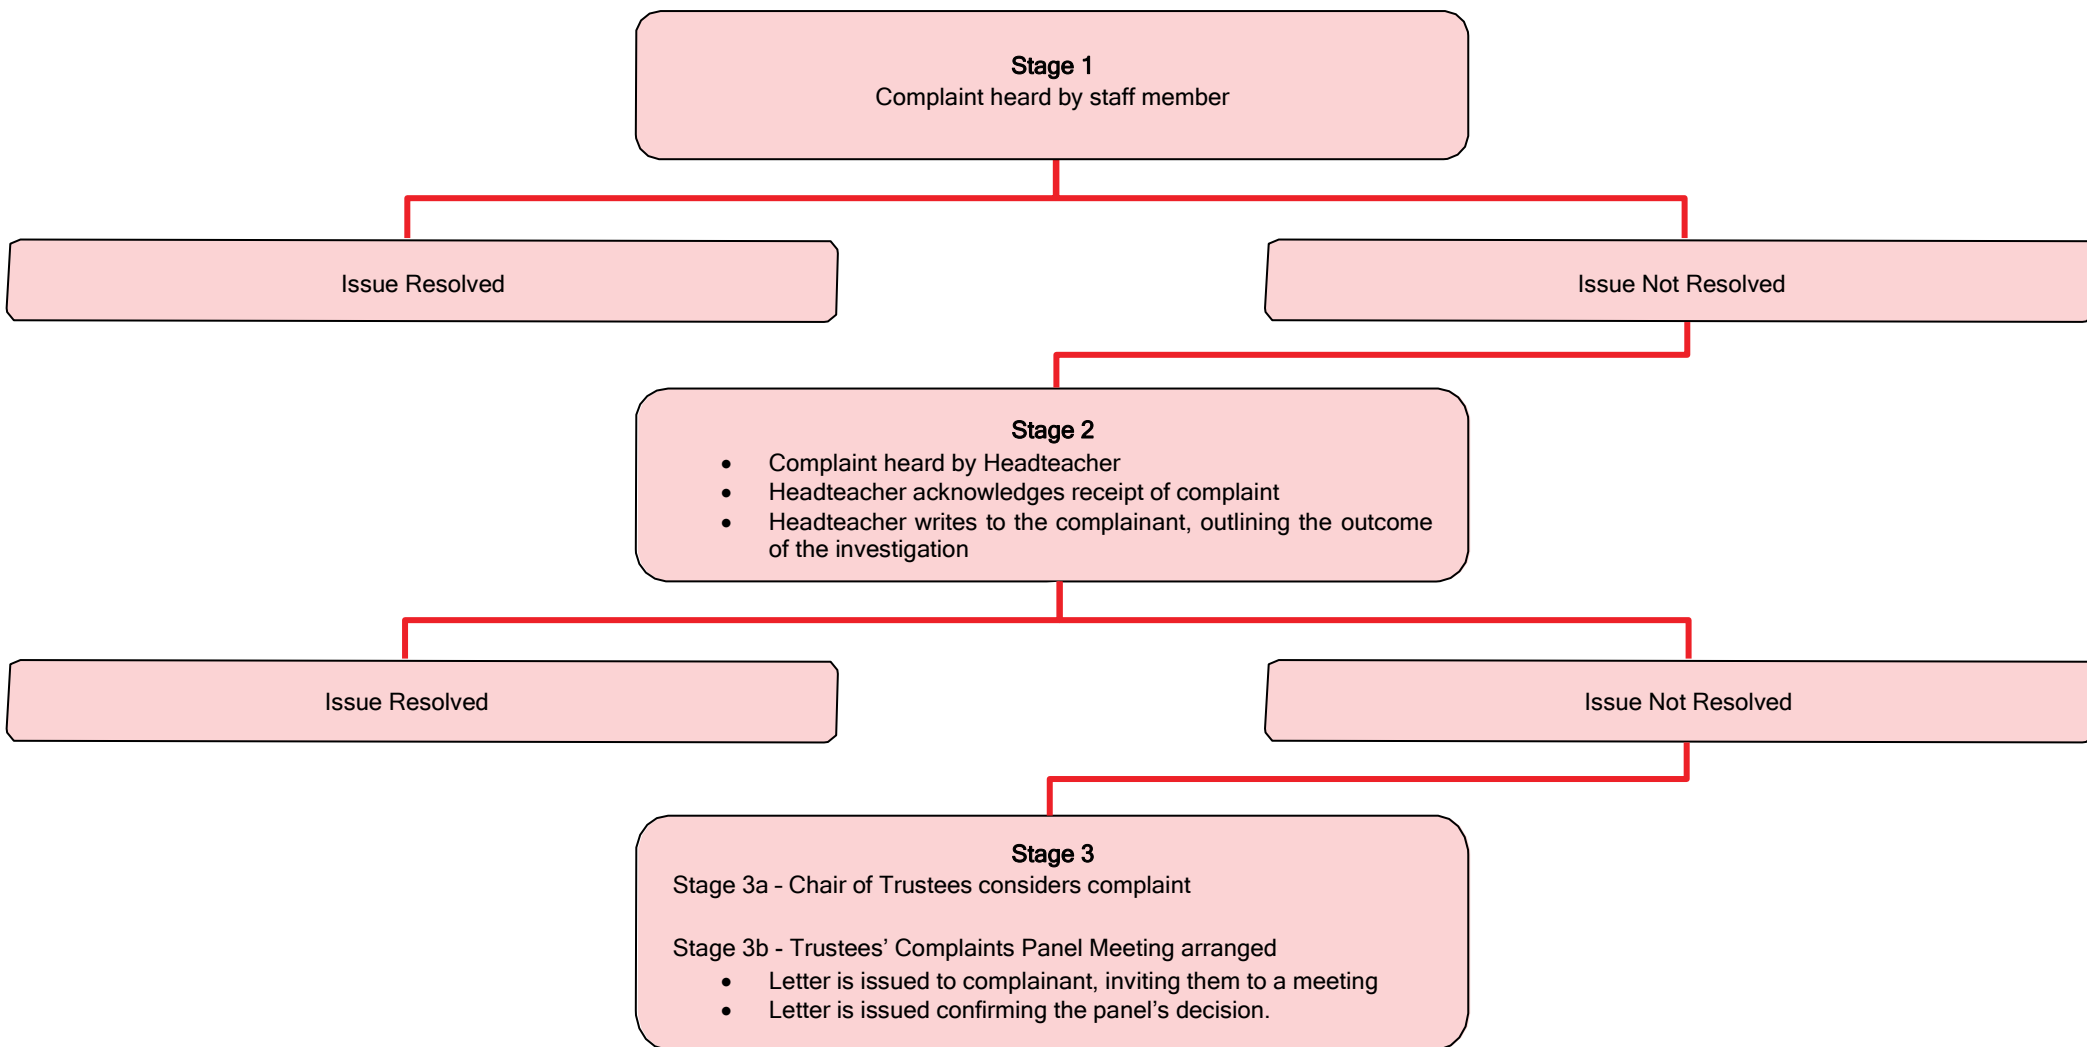 Stage 1
Complaint heard by staff member
Issue Resolved
Issue Not Resolved
Stage 2
• Complaint heard by Headteacher
• Headteacher acknowledges receipt of complaint
• Headteacher writes to the complainant, outlining the outcome
of the investigation
Issue Resolved
Issue Not Resolved
Stage 3
Stage 3a - Chair of Trustees considers complaint
Stage 3b - Trustees’ Complaints Panel Meeting arranged
• Letter is issued to complainant, inviting them to a meeting
• Letter is issued confirming the panel’s decision.